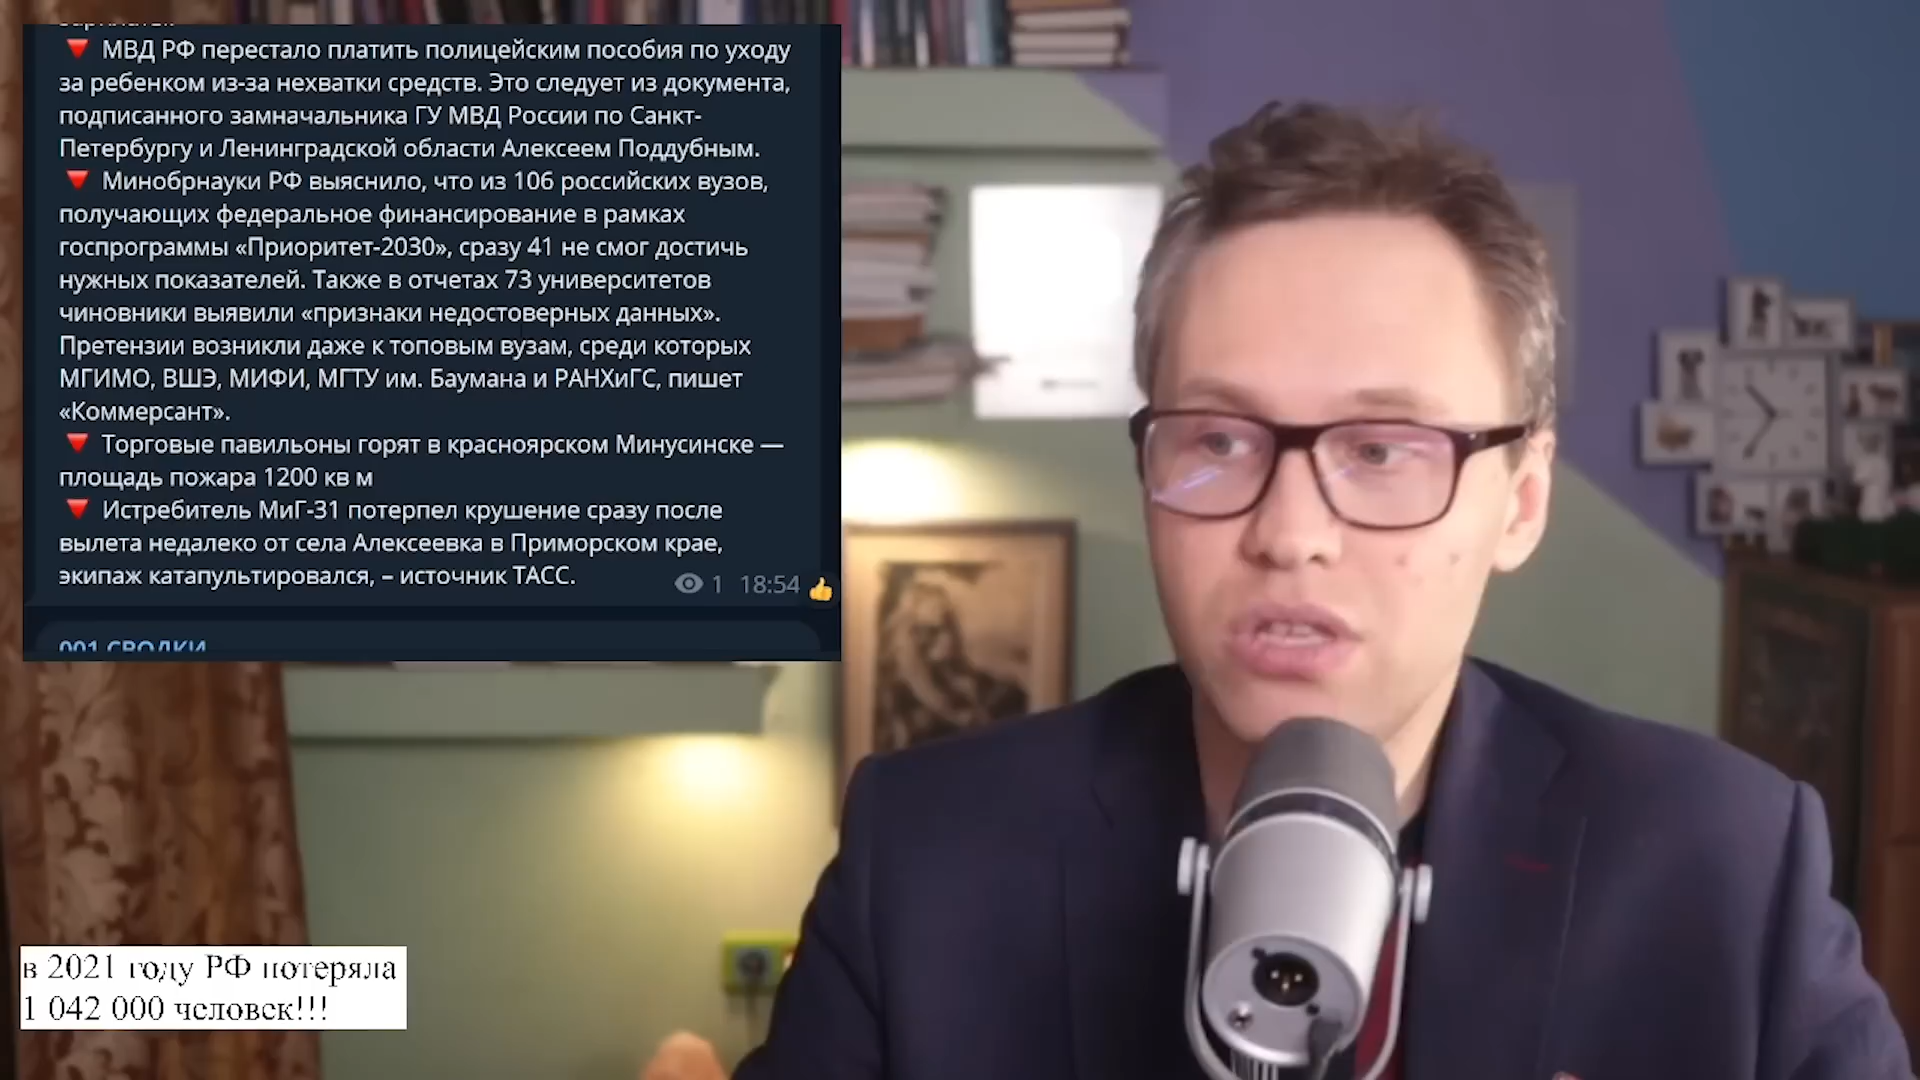 🔻 МВД РФ перестало платить полицейским пособия по уходу
за ребенком из-за нехватки средств. Это следует из документа,
подписанного замначальника ГУ МВД России по Санкт-
Петербургу и Ленинградской области Алексеем Поддубным.
🔻 Минобрнауки РФ выяснило, что из 106 российских вузов,
получающих федеральное финансирование в рамках
госпрограммы «Приоритет-2030», сразу 41 не смог достичь
нужных показателей. Также в отчетах 73 университетов
чиновники выявили «признаки недостоверных данных».
Претензии возникли даже к топовым вузам, среди которых
МГИМО, ВШЭ, МИФИ, МГТУ им. Баумана и РАНХиГС, пишет
«Коммерсант».
🔻 Торговые павильоны горят в красноярском Минусинске —
площадь пожара 1200 кв м
🔻 Истребитель МиГ-31 потерпел крушение сразу после
вылета недалеко от села Алексеевка в Приморском крае,
экипаж катапультировался, – источник ТАСС.
1 18:54 👍
001 СВОДКИ
в 2021 году РФ потеряла
1 042 000 человек!!!